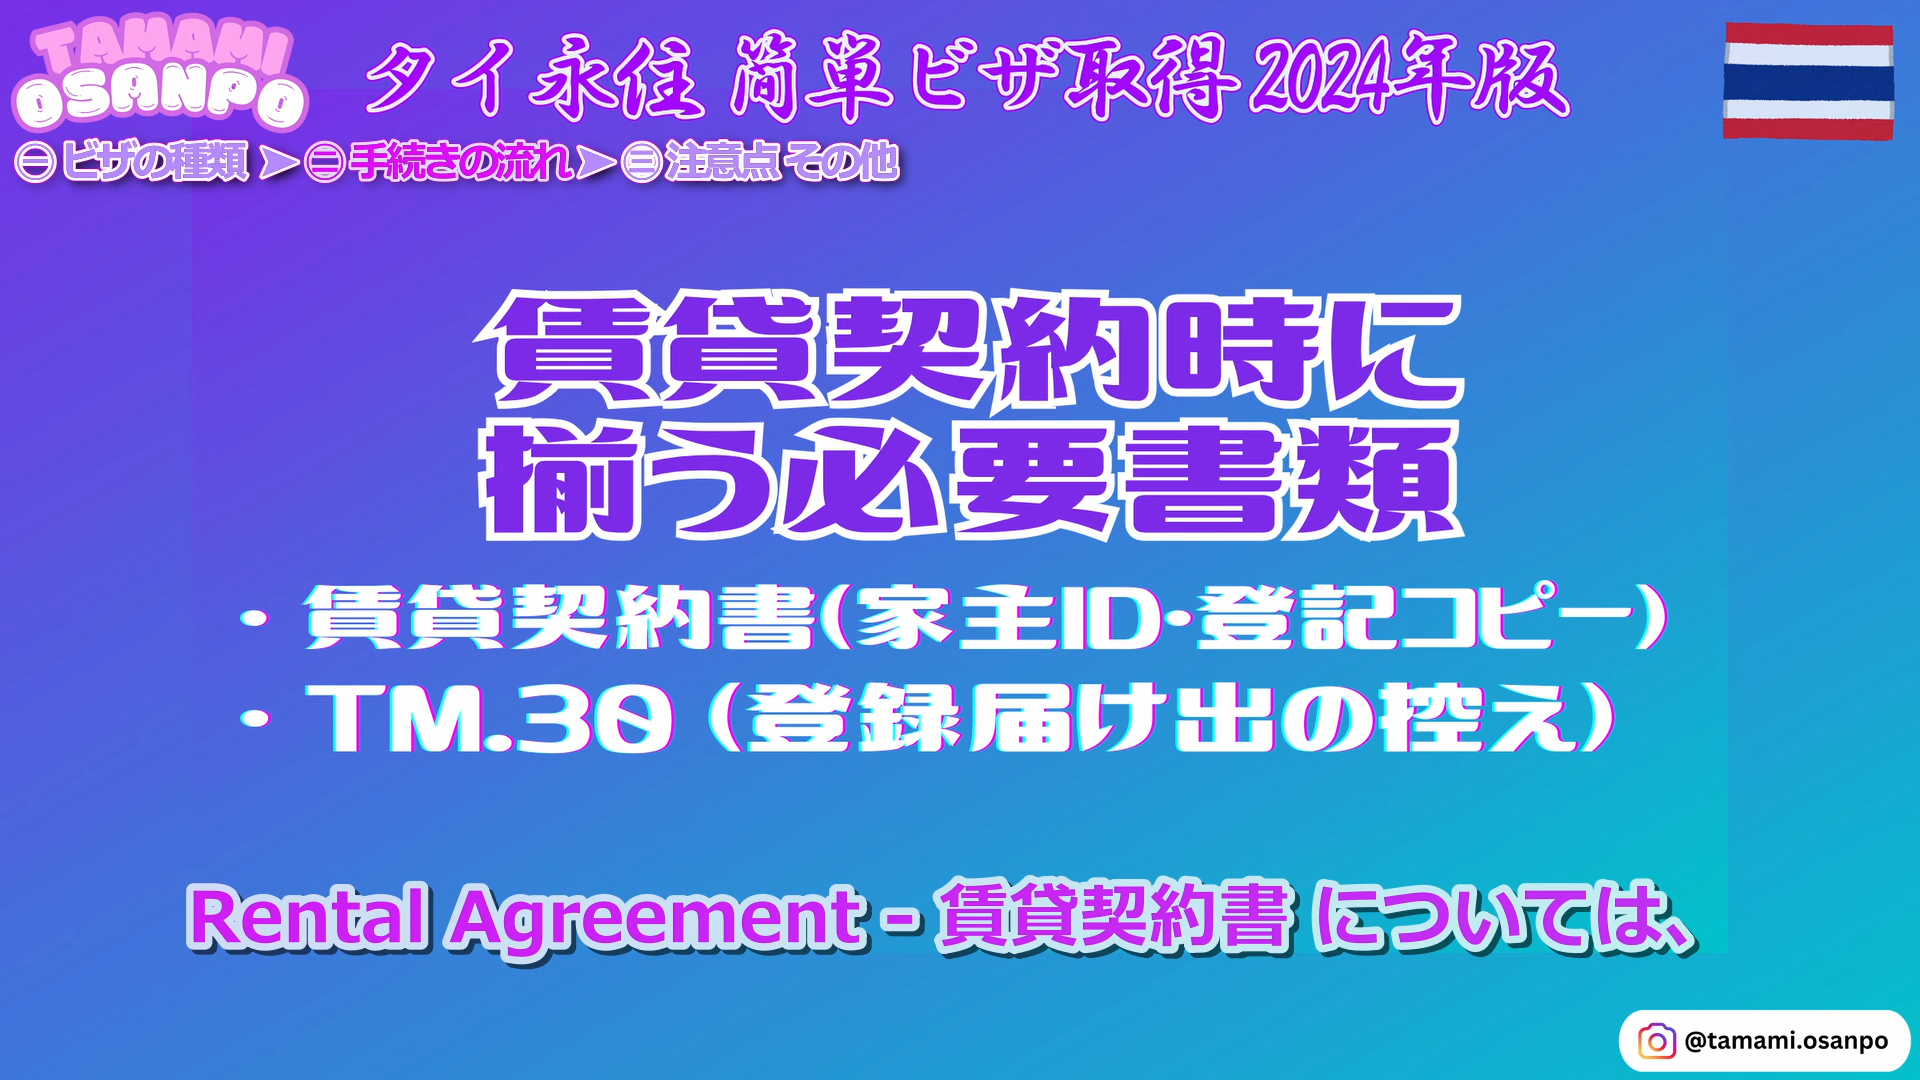 TAMAMI
OSANPO
タイ永住 簡単ビザ取得 2024年版
㊀ ビザの種類 ➤ ㊁ 手続きの流れ ➤ ㊂ 注意点 その他
賃貸契約時に
揃う必要書類
・ 賃貸契約書(家主ID・登記コピー)
・ TM.30 (登録届け出の控え)
Rental Agreement – 賃貸契約書 については、
@tamami.osanpo